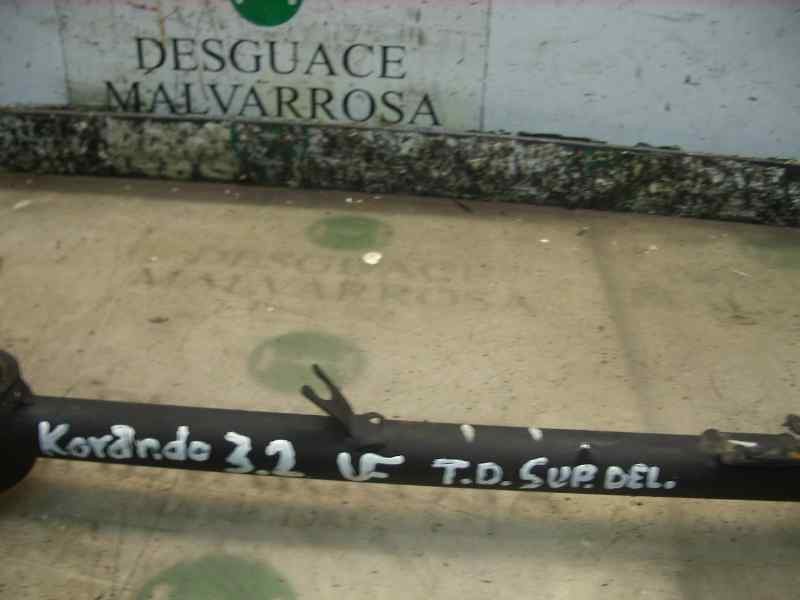 DESGUACE
MALVARROSA
DESGUACE
MALVARROSA
Korando 3.2 T.D. SUP. DEL.